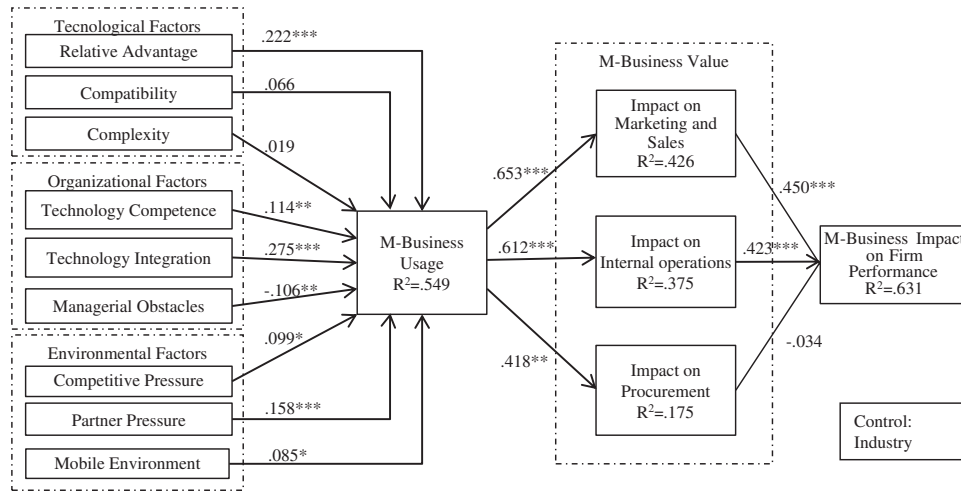 Tecnological Factors
Relative Advantage
Compatibility
Complexity
Organizational Factors
Technology Competence
Technology Integration
Managerial Obstacles
Environmental Factors
Competitive Pressure
Partner Pressure
Mobile Environment
.222***
.066
.019
.114**
.275***
-.106**
.099*
.158***
.085*
M-Business
Usage
R²=.549
.653***
.612***
.418**
M-Business Value
Impact on
Marketing and
Sales
R²=.426
Impact on
Internal operations
R²=.375
Impact on
Procurement
R²=.175
.450***
.423***
-.034
M-Business Impact
on Firm
Performance
R²=.631
Control:
Industry